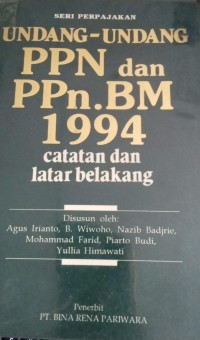 SERI PERPAJAKAN
UNDANG-UNDANG
PPN dan
PPn.BM
1994
catatan dan
latar belakang
Disusun oleh:
Agus Irianto, B. Wiwoho, Nazib Badjrie,
Mohammad Farid, Piarto Budi,
Yullia Himawati
Penerbit
PT. BINA RENA PARIWARA